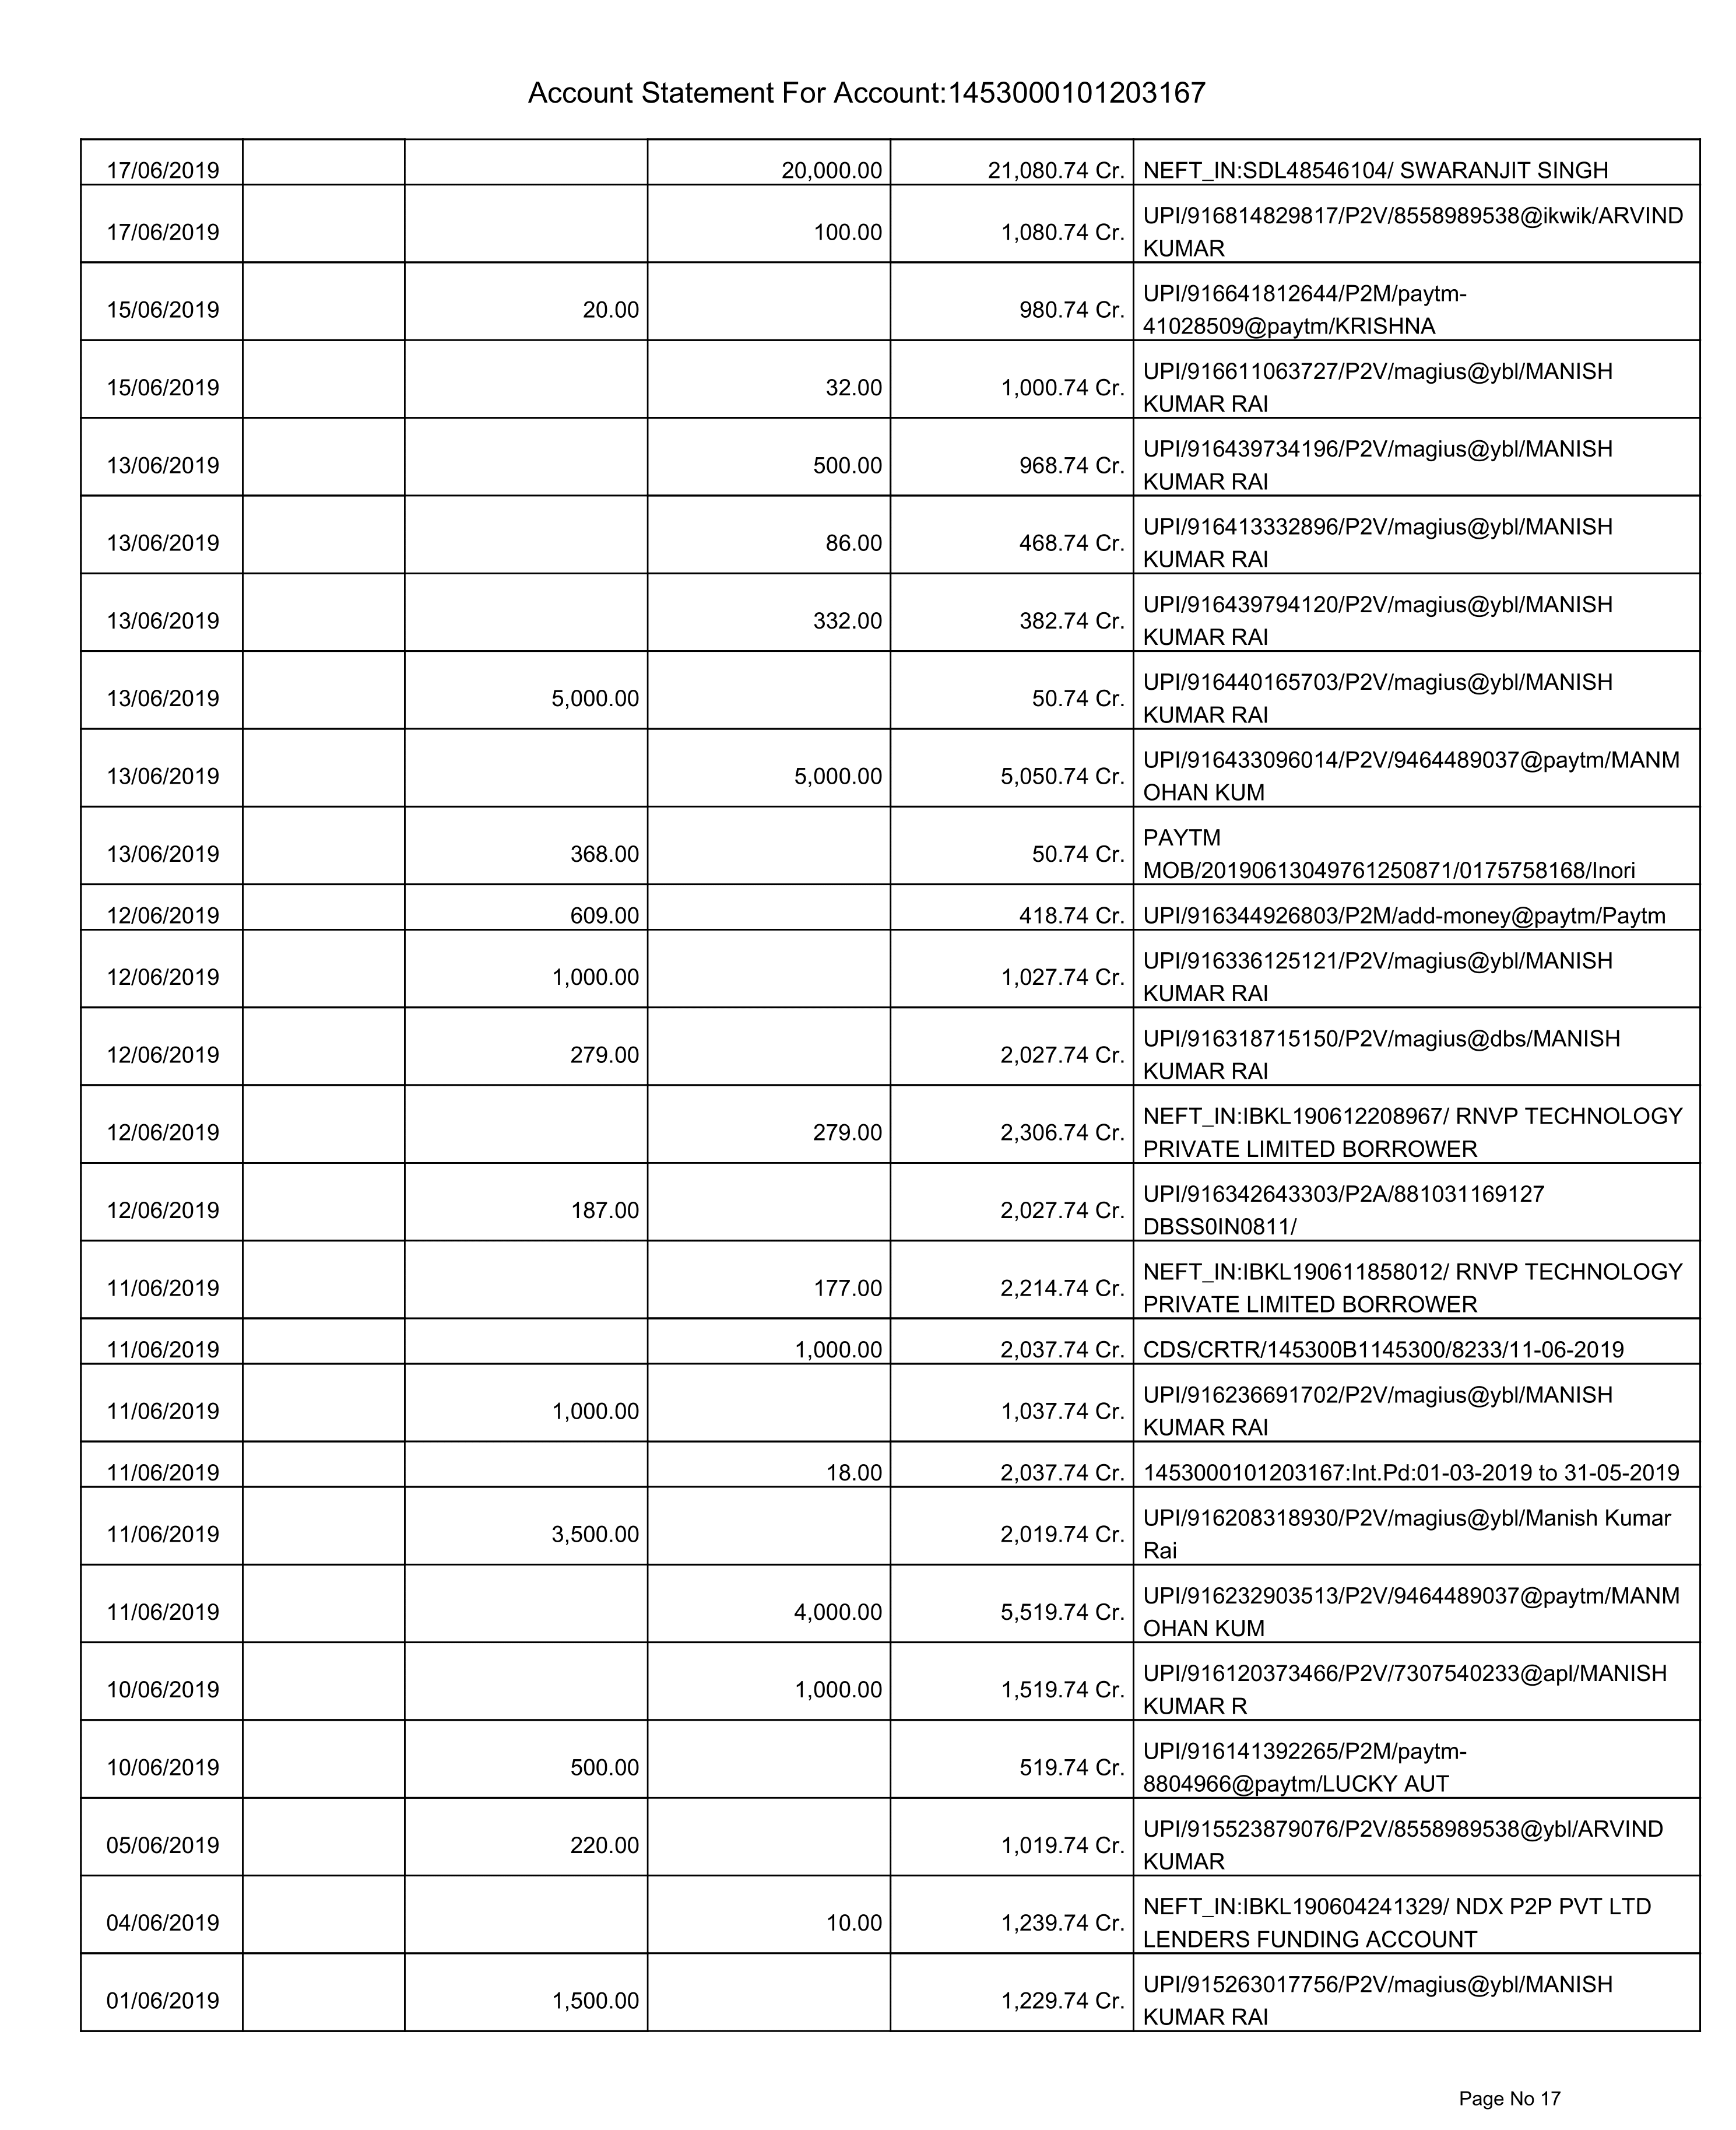 Account Statement For Account:1453000101203167
17/06/2019 20,000.00 21,080.74 Cr. NEFT_IN:SDL48546104/ SWARANJIT SINGH
17/06/2019 100.00 1,080.74 Cr. UPI/916814829817/P2V/8558989538@ikwik/ARVIND
KUMAR
15/06/2019 20.00 980.74 Cr. UPI/916641812644/P2M/paytm-
41028509@paytm/KRISHNA
15/06/2019 32.00 1,000.74 Cr. UPI/916611063727/P2V/magius@ybl/MANISH
KUMAR RAI
13/06/2019 500.00 968.74 Cr. UPI/916439734196/P2V/magius@ybl/MANISH
KUMAR RAI
13/06/2019 86.00 468.74 Cr. UPI/916413332896/P2V/magius@ybl/MANISH
KUMAR RAI
13/06/2019 332.00 382.74 Cr. UPI/916439794120/P2V/magius@ybl/MANISH
KUMAR RAI
13/06/2019 5,000.00 50.74 Cr. UPI/916440165703/P2V/magius@ybl/MANISH
KUMAR RAI
13/06/2019 5,000.00 5,050.74 Cr. UPI/916433096014/P2V/9464489037@paytm/MANM
OHAN KUM
13/06/2019 368.00 50.74 Cr. PAYTM
MOB/20190613049761250871/0175758168/Inori
12/06/2019 609.00 418.74 Cr. UPI/916344926803/P2M/add-money@paytm/Paytm
12/06/2019 1,000.00 1,027.74 Cr. UPI/916336125121/P2V/magius@ybl/MANISH
KUMAR RAI
12/06/2019 279.00 2,027.74 Cr. UPI/916318715150/P2V/magius@dbs/MANISH
KUMAR RAI
12/06/2019 279.00 2,306.74 Cr. NEFT_IN:IBKL190612208967/ RNVP TECHNOLOGY
PRIVATE LIMITED BORROWER
12/06/2019 187.00 2,027.74 Cr. UPI/916342643303/P2A/881031169127
DBSS0IN0811/
11/06/2019 177.00 2,214.74 Cr. NEFT_IN:IBKL190611858012/ RNVP TECHNOLOGY
PRIVATE LIMITED BORROWER
11/06/2019 1,000.00 2,037.74 Cr. CDS/CRTR/145300B1145300/8233/11-06-2019
11/06/2019 1,000.00 1,037.74 Cr. UPI/916236691702/P2V/magius@ybl/MANISH
KUMAR RAI
11/06/2019 18.00 2,037.74 Cr. 1453000101203167:Int.Pd:01-03-2019 to 31-05-2019
11/06/2019 3,500.00 2,019.74 Cr. UPI/916208318930/P2V/magius@ybl/Manish Kumar
Rai
11/06/2019 4,000.00 5,519.74 Cr. UPI/916232903513/P2V/9464489037@paytm/MANM
OHAN KUM
10/06/2019 1,000.00 1,519.74 Cr. UPI/916120373466/P2V/7307540233@apl/MANISH
KUMAR R
10/06/2019 500.00 519.74 Cr. UPI/916141392265/P2M/paytm-
8804966@paytm/LUCKY AUT
05/06/2019 220.00 1,019.74 Cr. UPI/915523879076/P2V/8558989538@ybl/ARVIND
KUMAR
04/06/2019 10.00 1,239.74 Cr. NEFT_IN:IBKL190604241329/ NDX P2P PVT LTD
LENDERS FUNDING ACCOUNT
01/06/2019 1,500.00 1,229.74 Cr. UPI/915263017756/P2V/magius@ybl/MANISH
KUMAR RAI
Page No 17